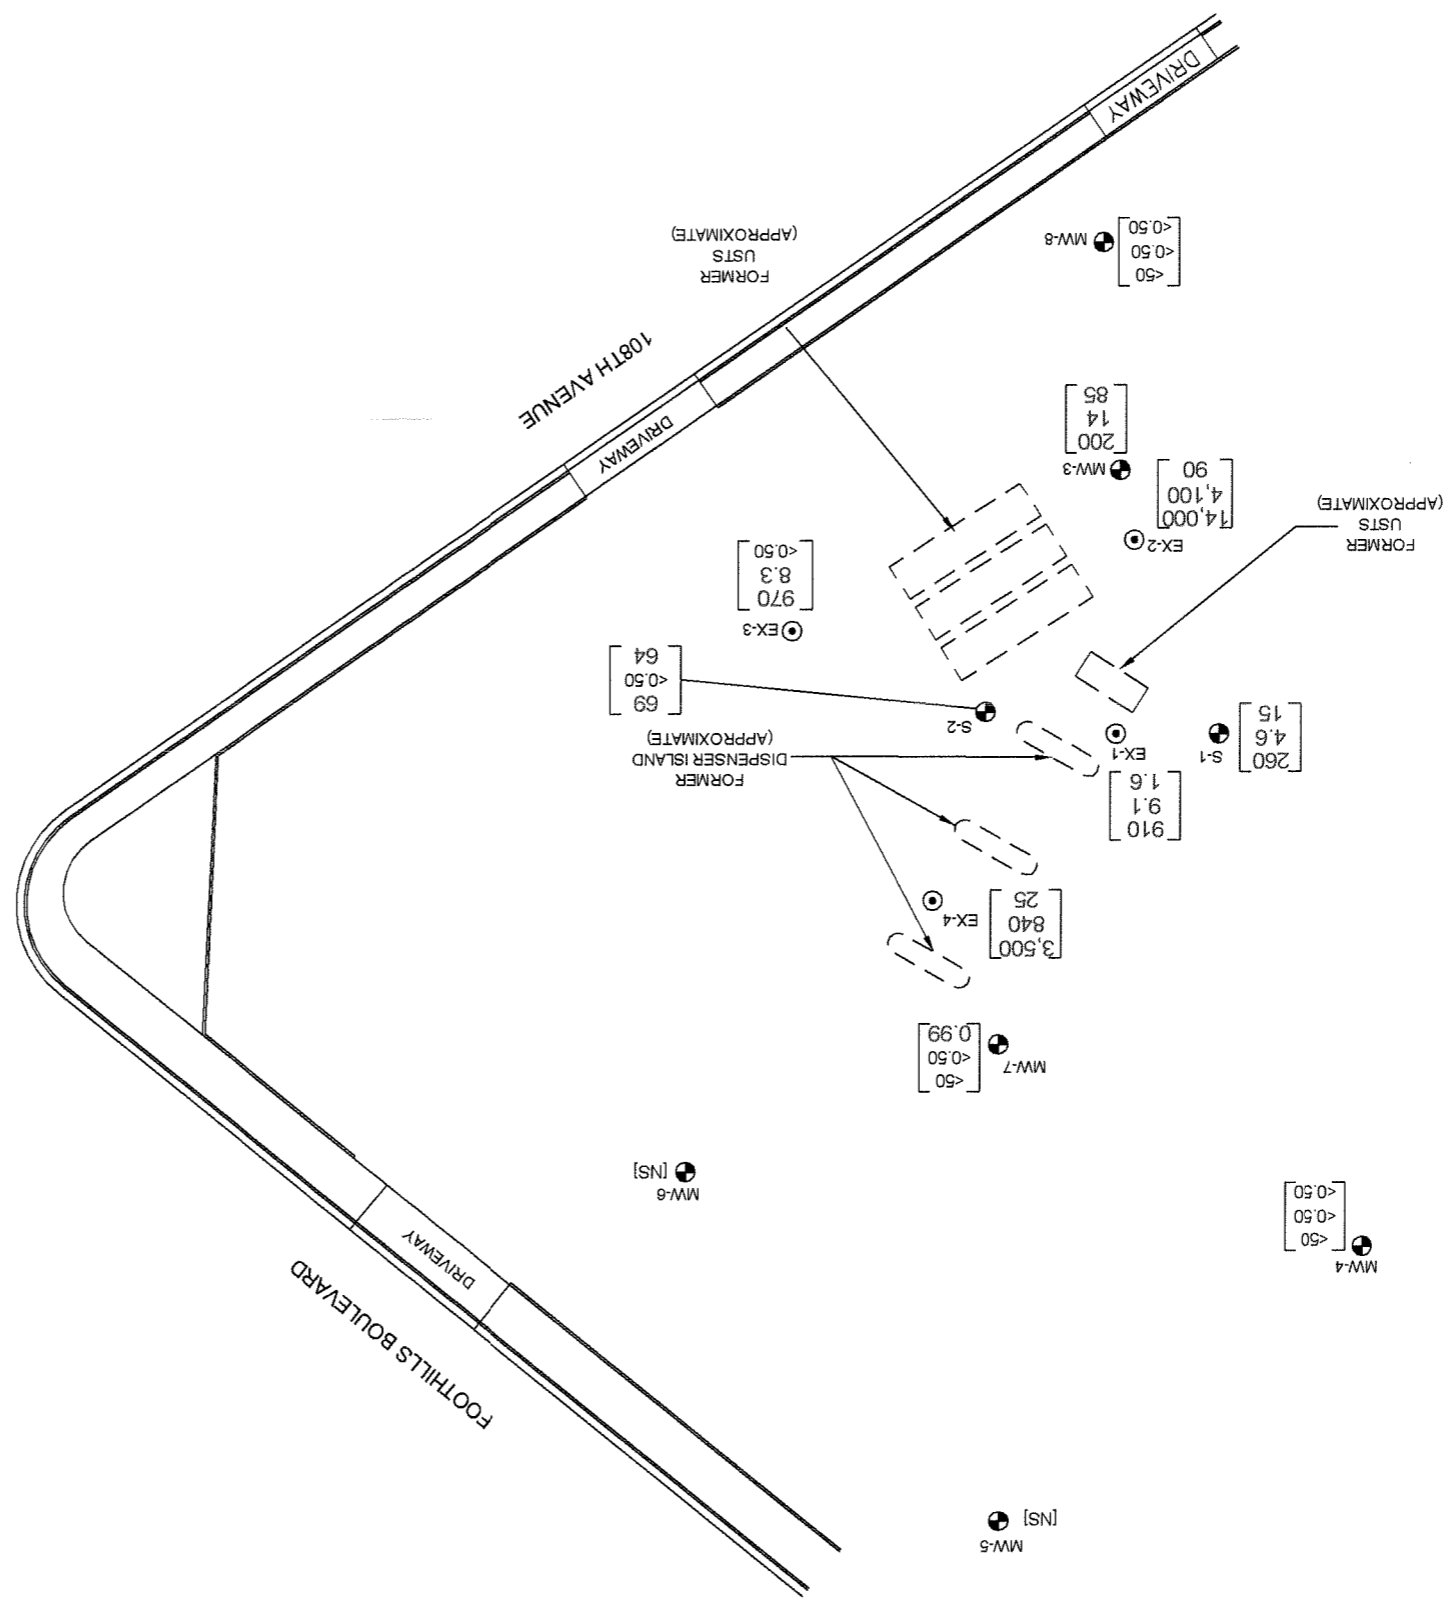 MW-5
[NS]
FOOTHILLS BOULEVARD
DRIVEWAY
MW-4
<50
<0.50
<0.50
MW-6
[NS]
MW-7
<50
<0.50
0.99
EX-4
3,500
840
25
910
9.1
1.6
EX-1
S-1
260
4.6
15
FORMER
DISPENSER ISLAND
(APPROXIMATE)
S-2
69
<0.50
64
EX-3
970
8.3
<0.50
FORMER
USTS
(APPROXIMATE)
EX-2
14,000
4,100
90
MW-3
200
14
85
DRIVEWAY
108TH AVENUE
FORMER
USTS
(APPROXIMATE)
MW-8
<50
<0.50
<0.50
DRIVEWAY